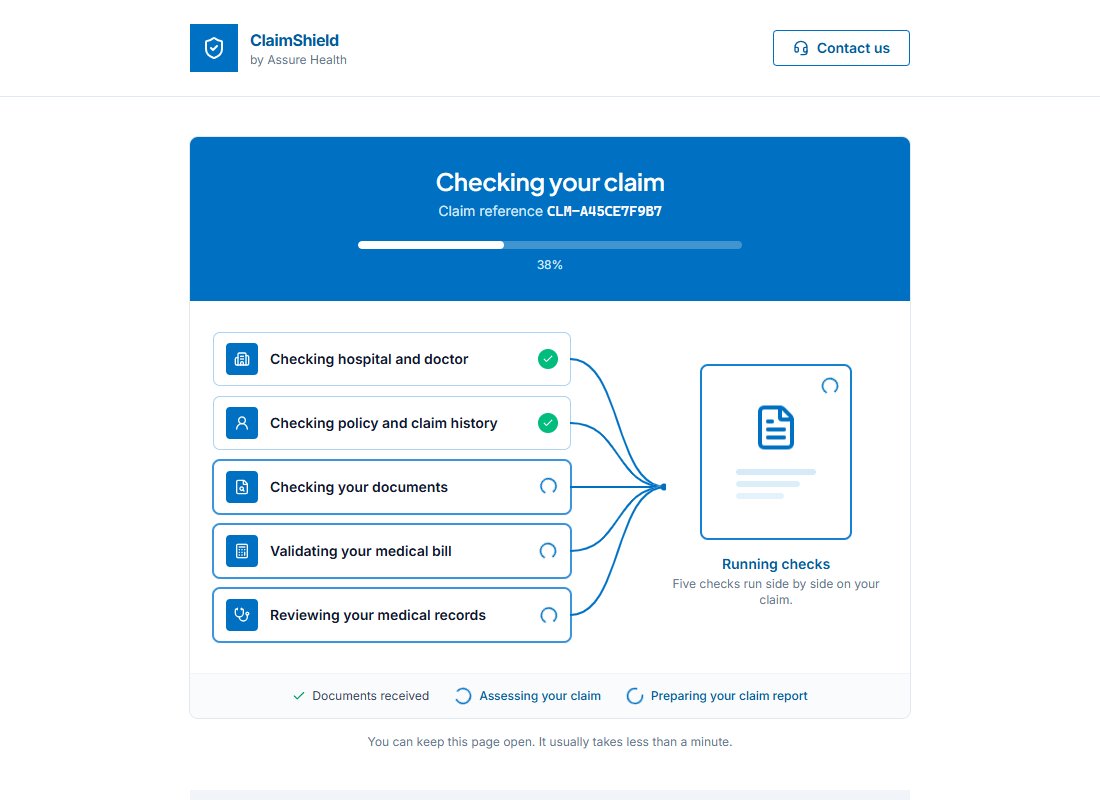 ClaimShield
by Assure Health
Contact us
Checking your claim
Claim reference CLM-A45CE7F9B7
38%
Checking hospital and doctor
Checking policy and claim history
Checking your documents
Validating your medical bill
Reviewing your medical records
Running checks
Five checks run side by side on your
claim.
Documents received
Assessing your claim
Preparing your claim report
You can keep this page open. It usually takes less than a minute.